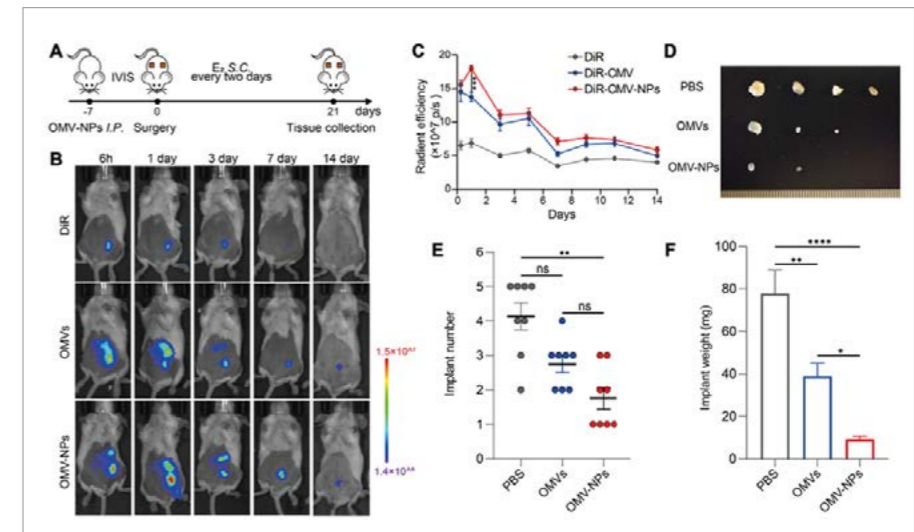 A
IVIS
E₂ S.C.
every two days
-7
0
21
days
OMV-NPs I.P.
Surgery
Tissue collection
B
6h
1 day
3 day
7 day
14 day
DiR
OMVs
OMV-NPs
1.5×10^7
1.4×10^4
C
Radient efficiency
(×10^7 p/s)
20
15
10
5
0
0
2
4
6
8
10
12
14
Days
DiR
DiR-OMV
DiR-OMV-NPs
****
D
PBS
OMVs
OMV-NPs
E
Implant number
6
5
4
3
2
1
0
**
ns
ns
PBS
OMVs
OMV-NPs
F
Implant weight (mg)
100
80
60
40
20
0
****
**
*
PBS
OMVs
OMV-NPs